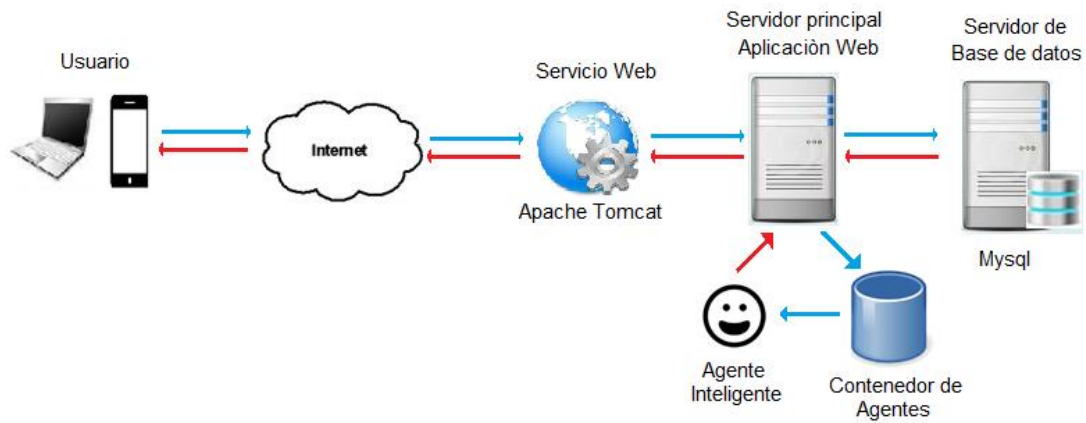 Usuario
Internet
Servicio Web
Apache Tomcat
Servidor principal
Aplicaciòn Web
Servidor de
Base de datos
Mysql
Agente
Inteligente
Contenedor de
Agentes